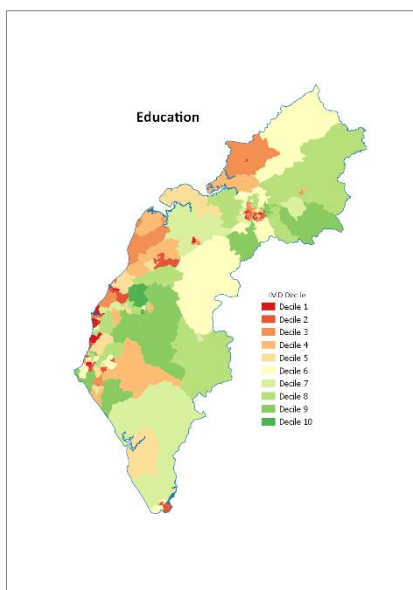 Education
IMD Decile
Decile 1
Decile 2
Decile 3
Decile 4
Decile 5
Decile 6
Decile 7
Decile 8
Decile 9
Decile 10